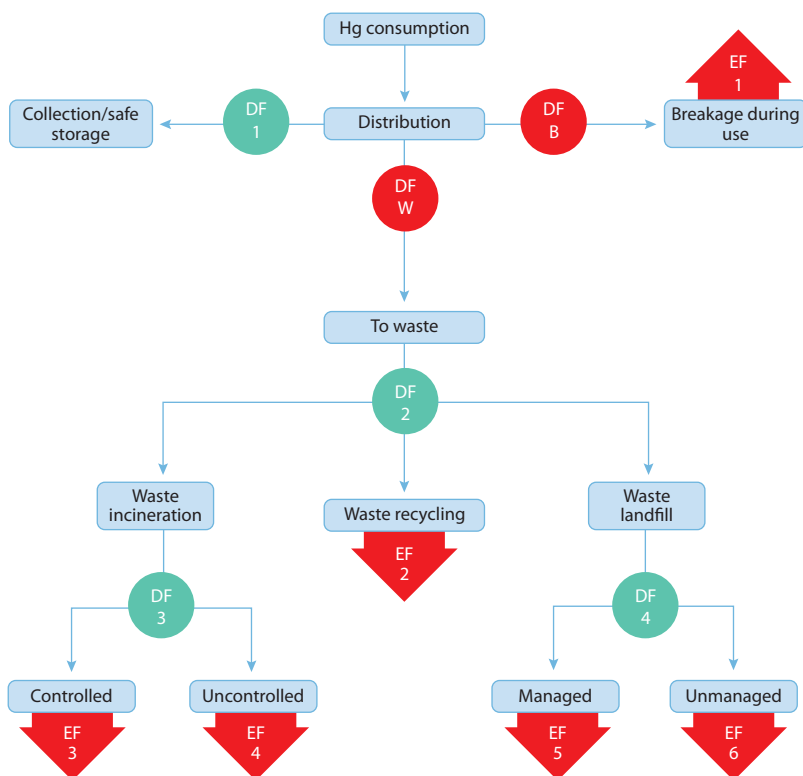 Hg consumption
EF
1
Collection/safe
storage
DF
1
Distribution
DF
B
Breakage during
use
DF
W
To waste
DF
2
Waste
incineration
Waste recycling
Waste
landfill
EF
2
DF
3
DF
4
Controlled
Uncontrolled
Managed
Unmanaged
EF
3
EF
4
EF
5
EF
6